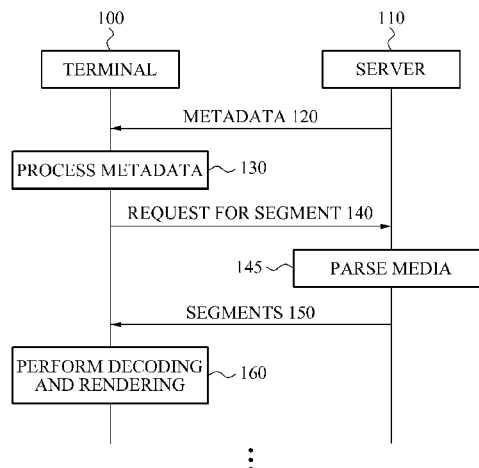 100
110
TERMINAL
SERVER
METADATA 120
PROCESS METADATA
130
REQUEST FOR SEGMENT 140
145
PARSE MEDIA
SEGMENTS 150
PERFORM DECODING
AND RENDERING
160